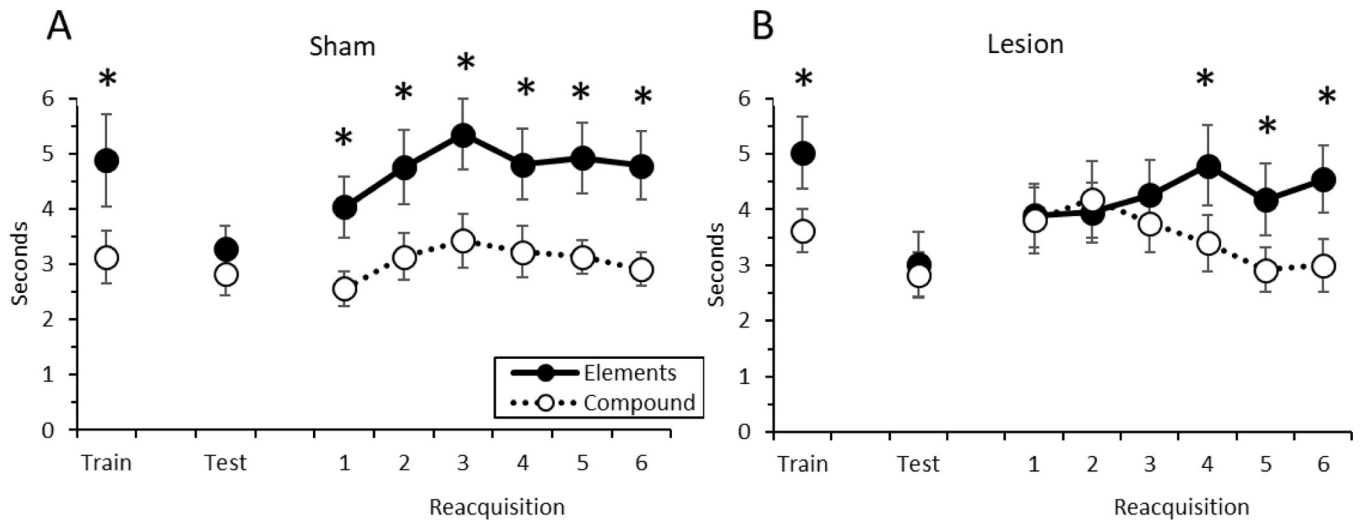 A
Sham
*
*
*
*
*
*
*
6
5
4
3
2
1
0
Seconds
Elements
Compound
Train
Test
1
2
3
4
5
6
Reacquisition
B
Lesion
*
*
*
*
6
5
4
3
2
1
0
Seconds
Train
Test
1
2
3
4
5
6
Reacquisition